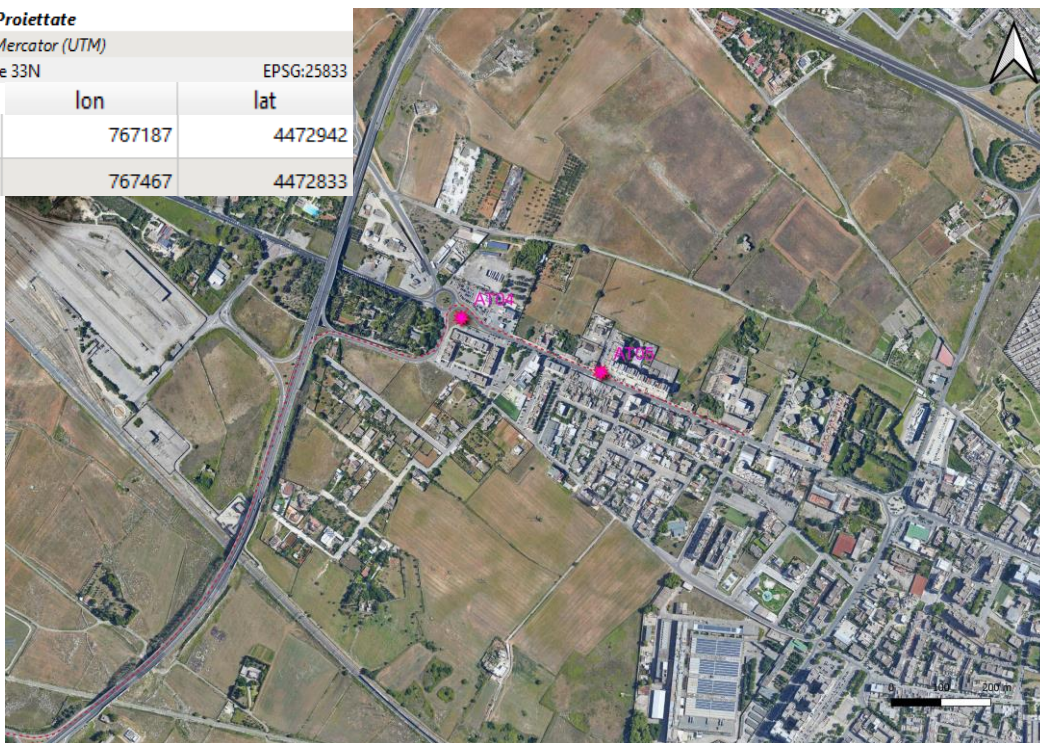 Proiettate
Mercator (UTM)
e 33N EPSG:25833
lon lat
767187 4472942
767467 4472833
AT04
AT05
0 100 200 m